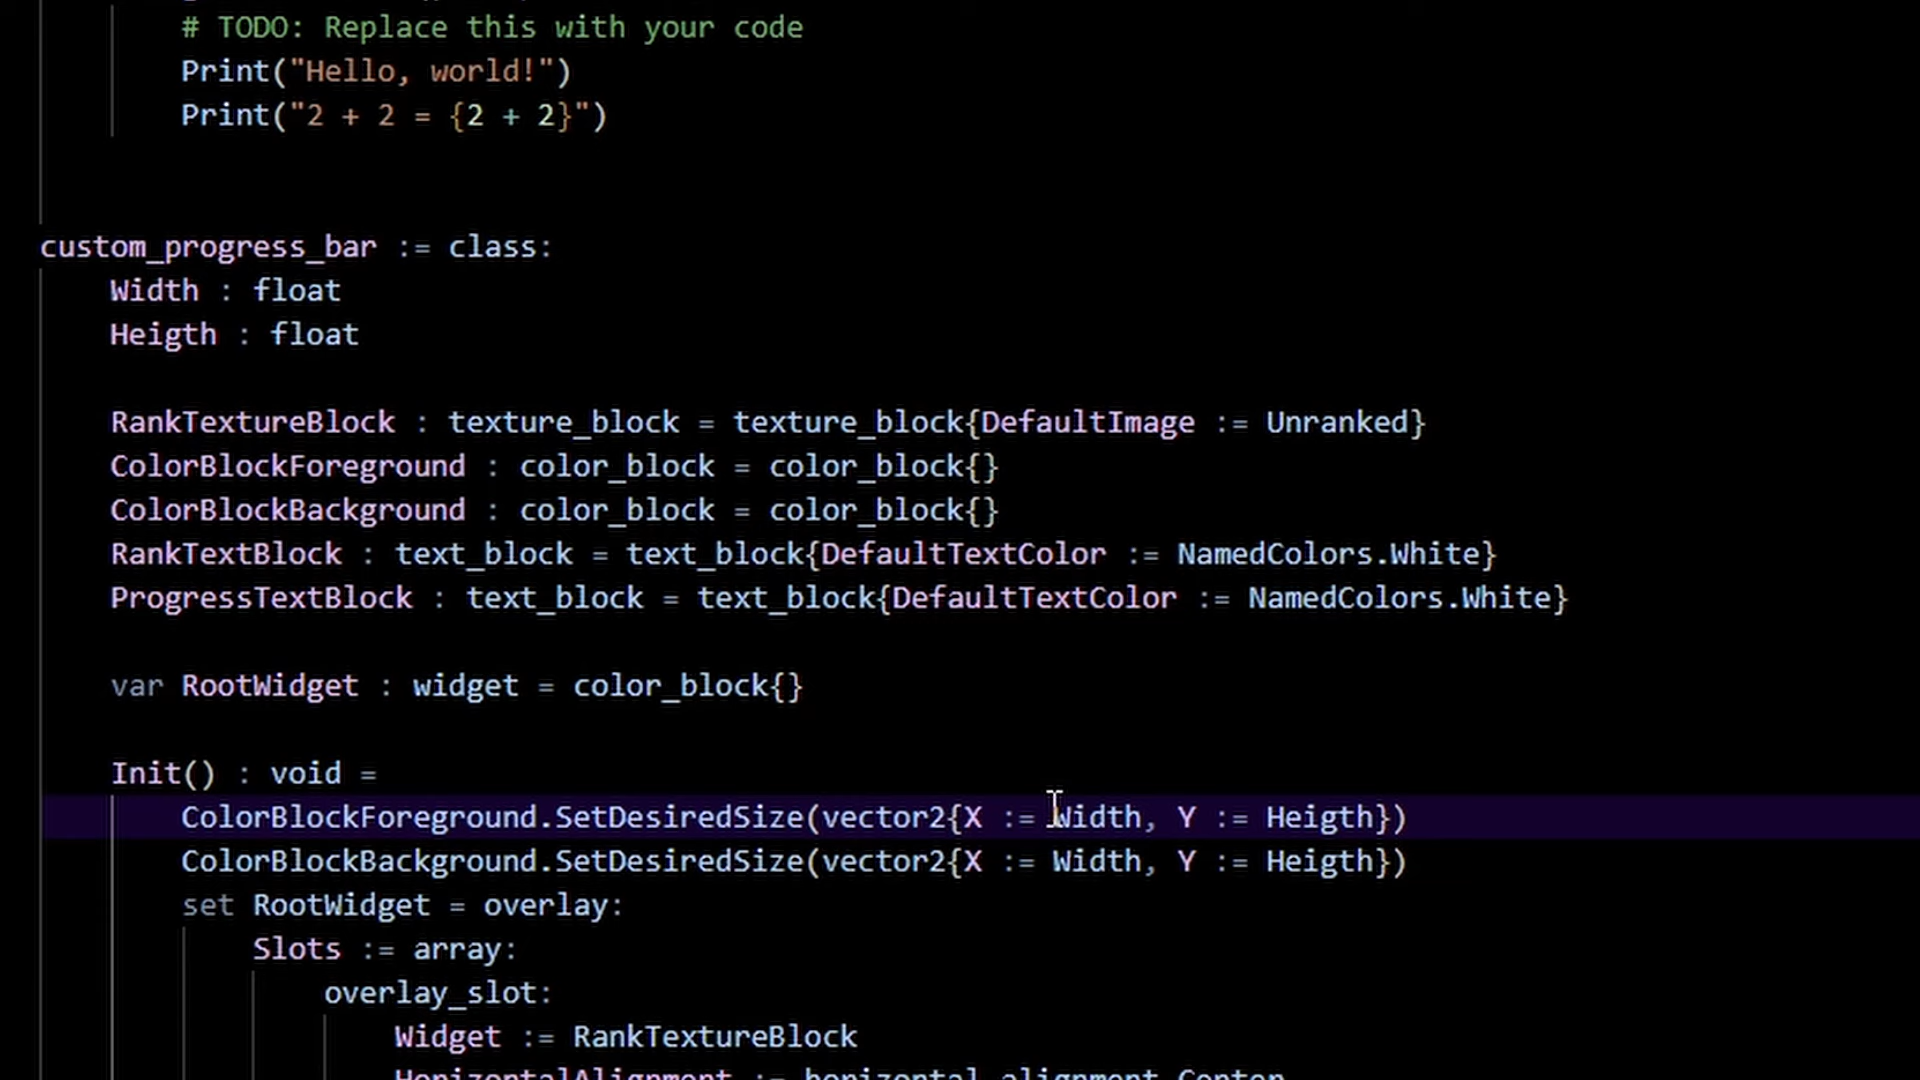 # TODO: Replace this with your code
Print("Hello, world!")
Print("2 + 2 = {2 + 2}")
custom_progress_bar := class:
Width : float
Heigth : float
RankTextureBlock : texture_block = texture_block{DefaultImage := Unranked}
ColorBlockForeground : color_block = color_block{}
ColorBlockBackground : color_block = color_block{}
RankTextBlock : text_block = text_block{DefaultTextColor := NamedColors.White}
ProgressTextBlock : text_block = text_block{DefaultTextColor := NamedColors.White}
var RootWidget : widget = color_block{}
Init() : void =
ColorBlockForeground.SetDesiredSize(vector2{X := Width, Y := Heigth})
ColorBlockBackground.SetDesiredSize(vector2{X := Width, Y := Heigth})
set RootWidget = overlay:
Slots := array:
overlay_slot:
Widget := RankTextureBlock
HorizontalAlignment := horizontal_alignment.Center